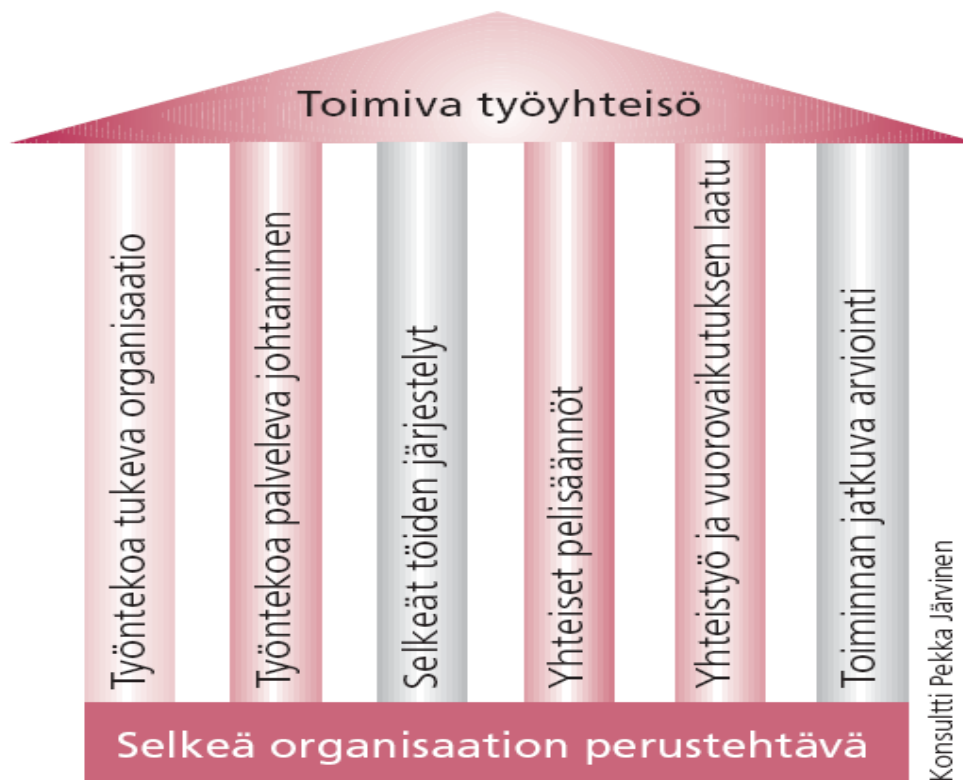 Toimiva työyhteisö
Työntekoa tukeva organisaatio
Työntekoa palveleva johtaminen
Selkeät töiden järjestelyt
Yhteiset pelisäännöt
Yhteistyö ja vuorovaikutuksen laatu
Toiminnan jatkuva arviointi
Konsultti Pekka Järvinen
Selkeä organisaation perustehtävä